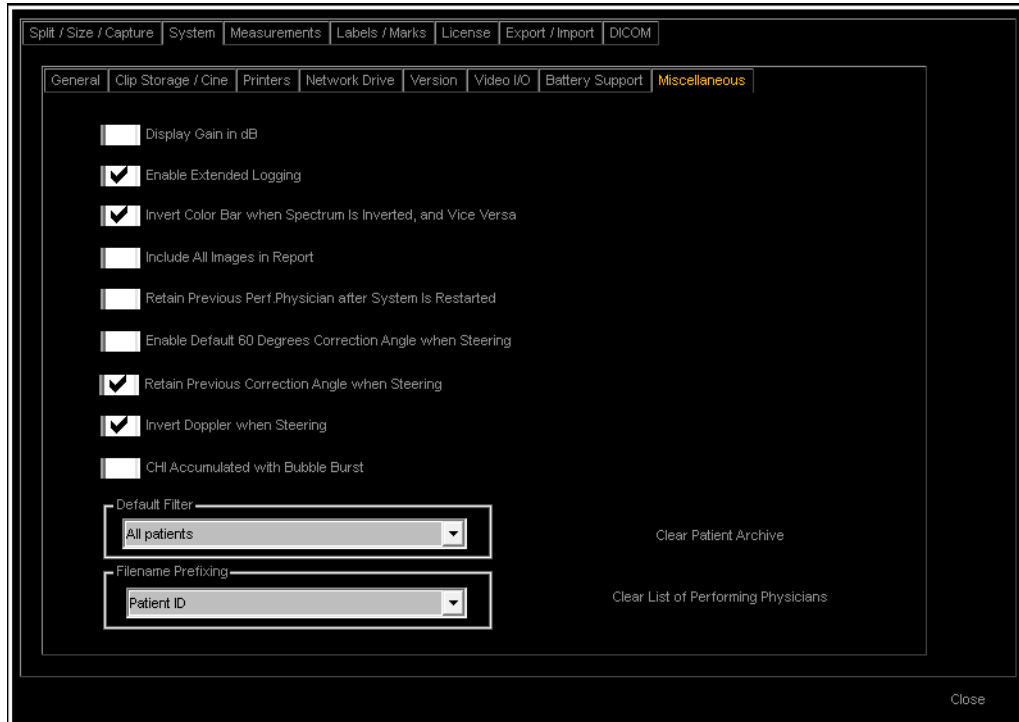 Split / Size / Capture System Measurements Labels / Marks License Export / Import DICOM
General Clip Storage / Cine Printers Network Drive Version Video I/O Battery Support Miscellaneous
Display Gain in dB
Enable Extended Logging
Invert Color Bar when Spectrum Is Inverted, and Vice Versa
Include All Images in Report
Retain Previous Perf.Physician after System Is Restarted
Enable Default 60 Degrees Correction Angle when Steering
Retain Previous Correction Angle when Steering
Invert Doppler when Steering
CHI Accumulated with Bubble Burst
Default Filter
All patients
Clear Patient Archive
Filename Prefixing
Patient ID
Clear List of Performing Physicians
Close